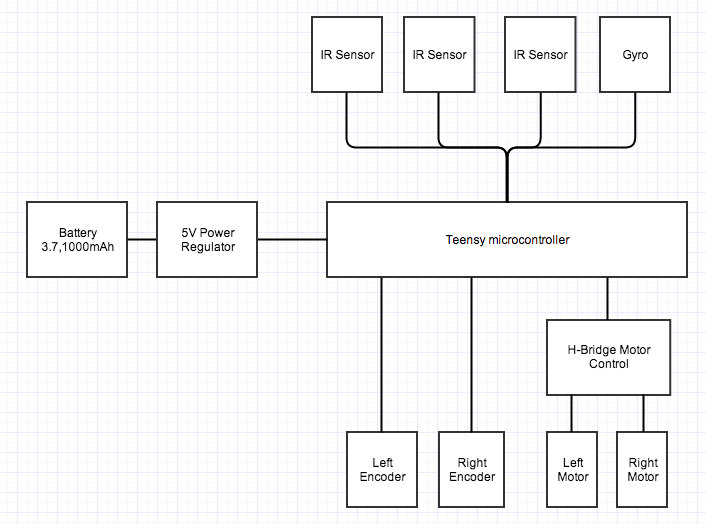 IR Sensor
IR Sensor
IR Sensor
Gyro
Battery
3.7,1000mAh
5V Power
Regulator
Teensy microcontroller
H-Bridge Motor
Control
Left
Encoder
Right
Encoder
Left
Motor
Right
Motor